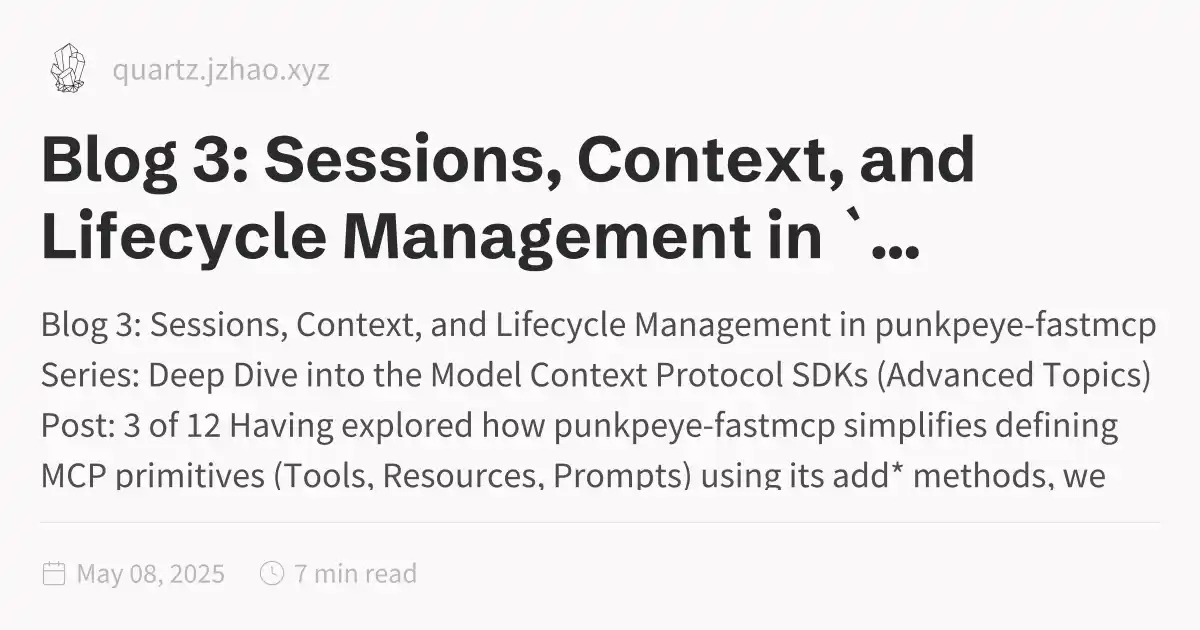 quartz.jzhao.xyz
Blog 3: Sessions, Context, and
Lifecycle Management in `...
Blog 3: Sessions, Context, and Lifecycle Management in punkpeye-fastmcp
Series: Deep Dive into the Model Context Protocol SDKs (Advanced Topics)
Post: 3 of 12 Having explored how punkpeye-fastmcp simplifies defining
MCP primitives (Tools, Resources, Prompts) using its add* methods, we
May 08, 2025
7 min read